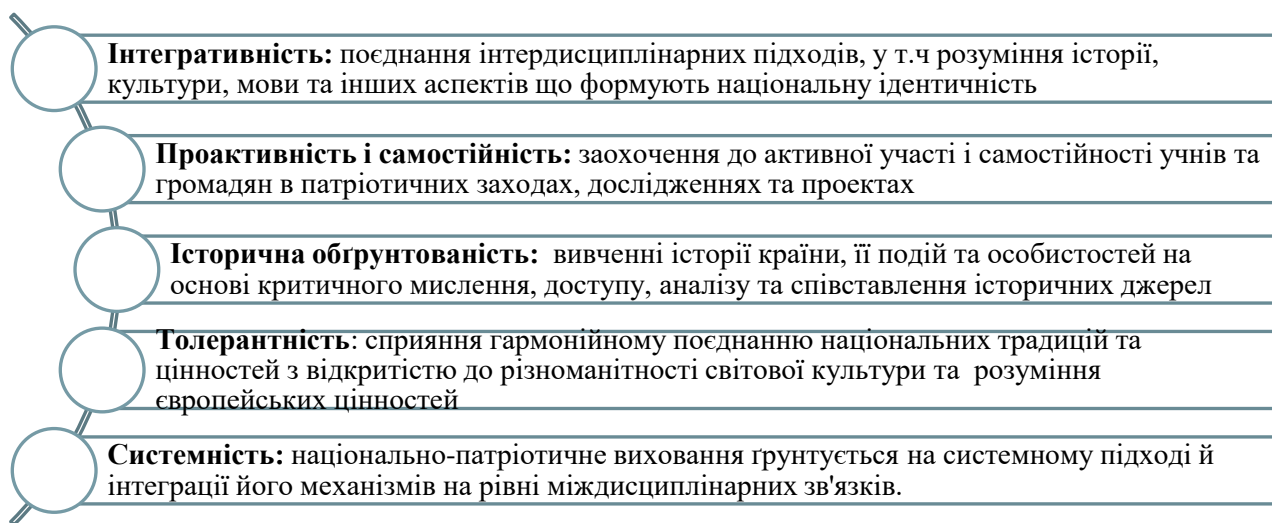 Інтегративність: поєднання інтердисциплінарних підходів, у т.ч розуміння історії,
культури, мови та інших аспектів що формують національну ідентичність
Проактивність і самостійність: заохочення до активної участі і самостійності учнів та
громадян в патріотичних заходах, дослідженнях та проектах
Історична обґрунтованість: вивченні історії країни, її подій та особистостей на
основі критичного мислення, доступу, аналізу та співставлення історичних джерел
Толерантність: сприяння гармонійному поєднанню національних традицій та
цінностей з відкритістю до різноманітності світової культури та розуміння
європейських цінностей
Системність: національно-патріотичне виховання ґрунтується на системному підході й
інтеграції його механізмів на рівні міждисциплінарних зв'язків.